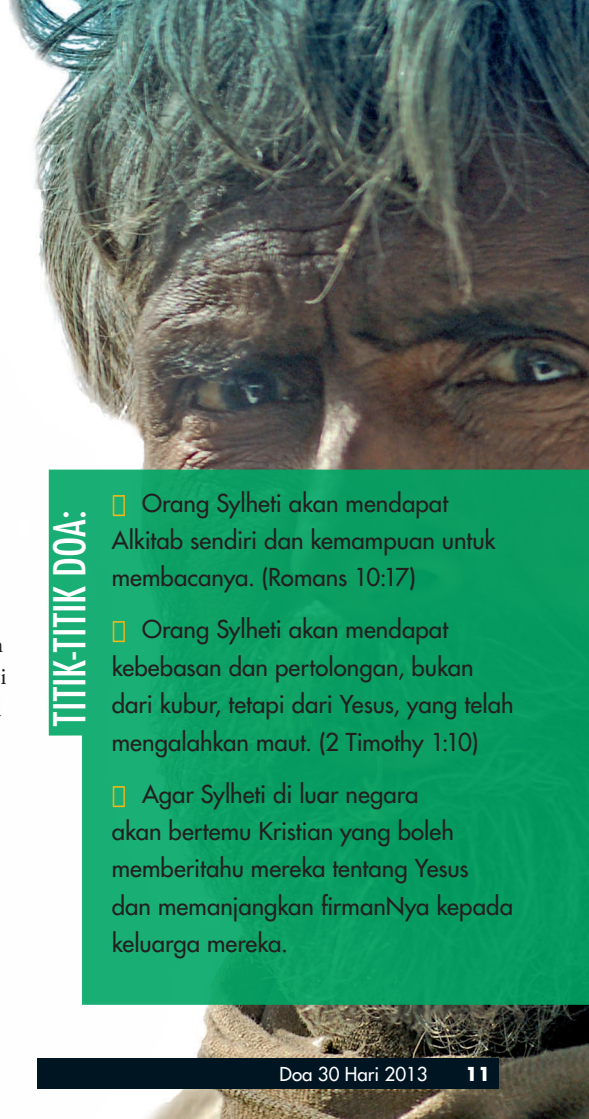 TITIK-TITIK DOA:
Orang Sylheti akan mendapat
Alkitab sendiri dan kemampuan untuk
membacanya. (Romans 10:17)
Orang Sylheti akan mendapat
kebebasan dan pertolongan, bukan
dari kubur, tetapi dari Yesus, yang telah
mengalahkan maut. (2 Timothy 1:10)
Agar Sylheti di luar negara
akan bertemu Kristian yang boleh
memberitahu mereka tentang Yesus
dan memanjangkan firmanNya kepada
keluarga mereka.
Doa 30 Hari 2013 11